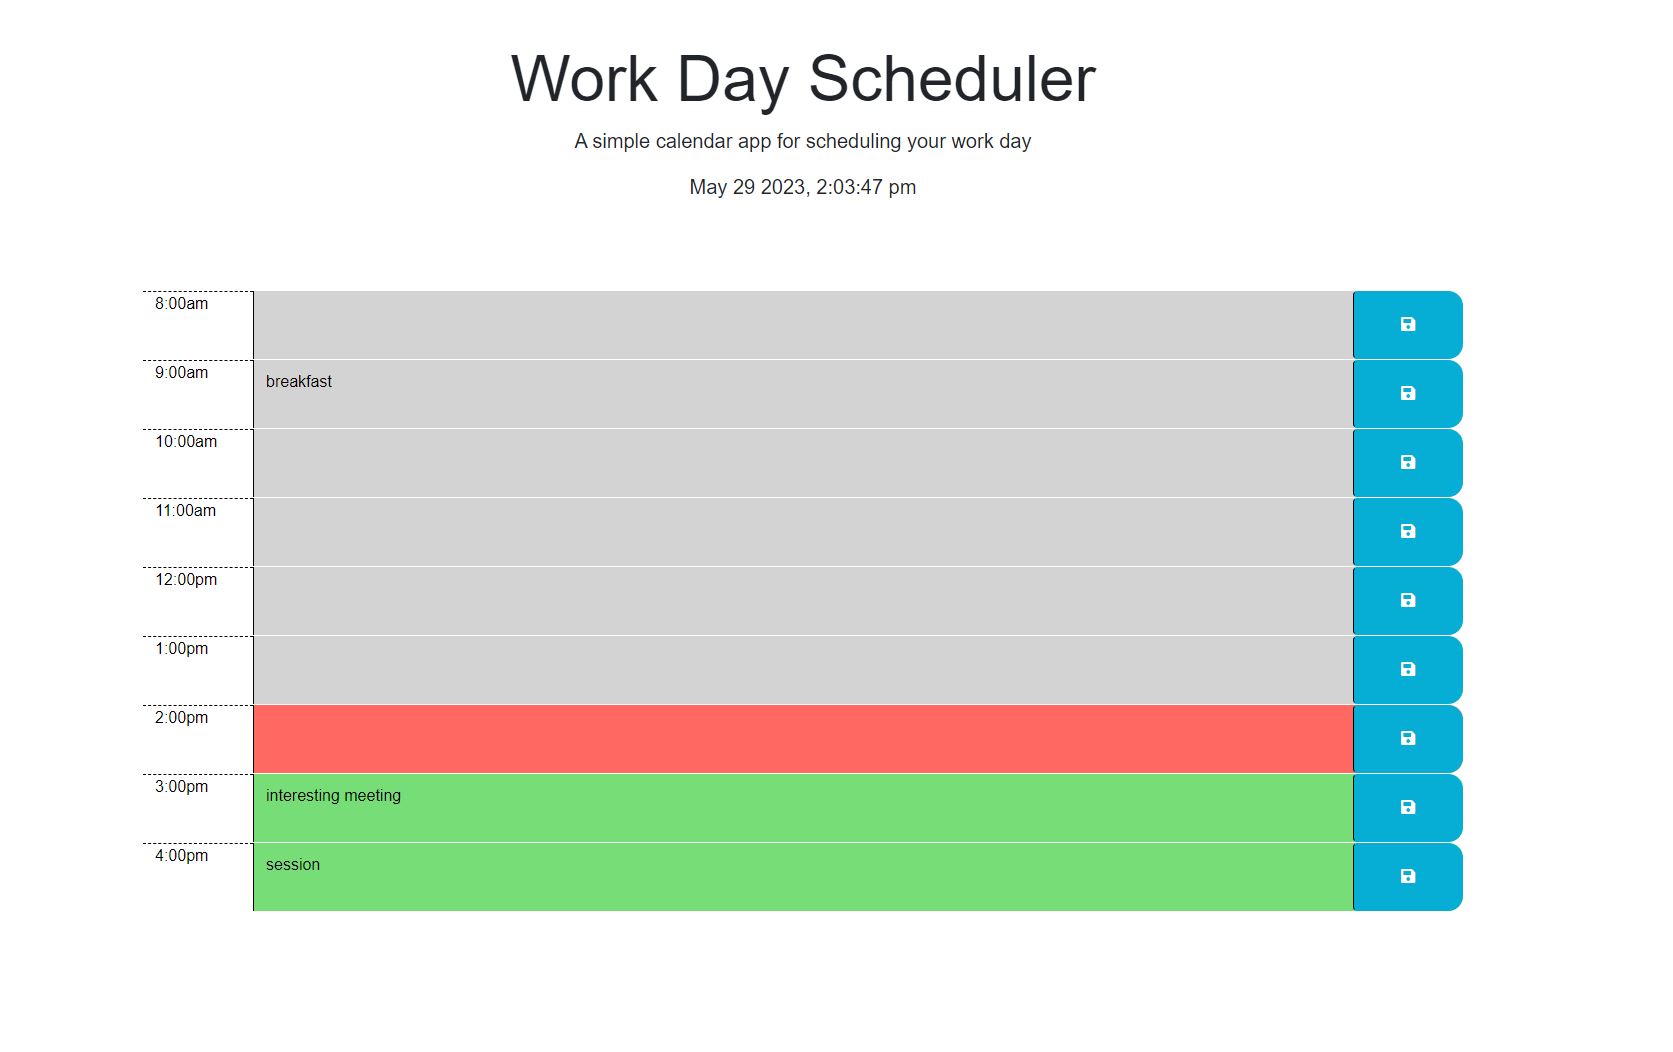 Work Day Scheduler
A simple calendar app for scheduling your work day
May 29 2023, 2:03:47 pm
8:00am
9:00am breakfast
10:00am
11:00am
12:00pm
1:00pm
2:00pm
3:00pm interesting meeting
4:00pm session